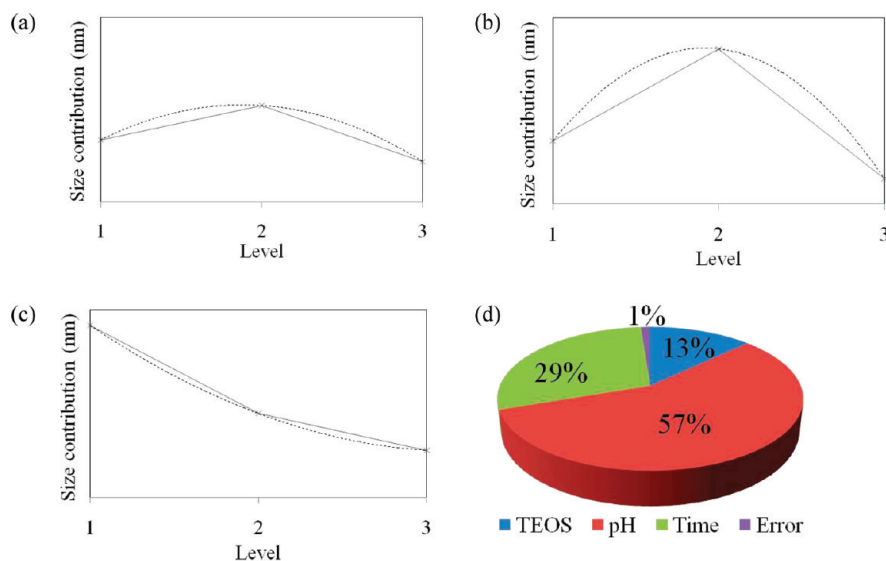 (a)
Size contribution (nm)
1 2 3
Level
(b)
Size contribution (nm)
1 2 3
Level
(c)
Size contribution (nm)
1 2 3
Level
(d)
1%
13%
29%
57%
TEOS pH Time Error